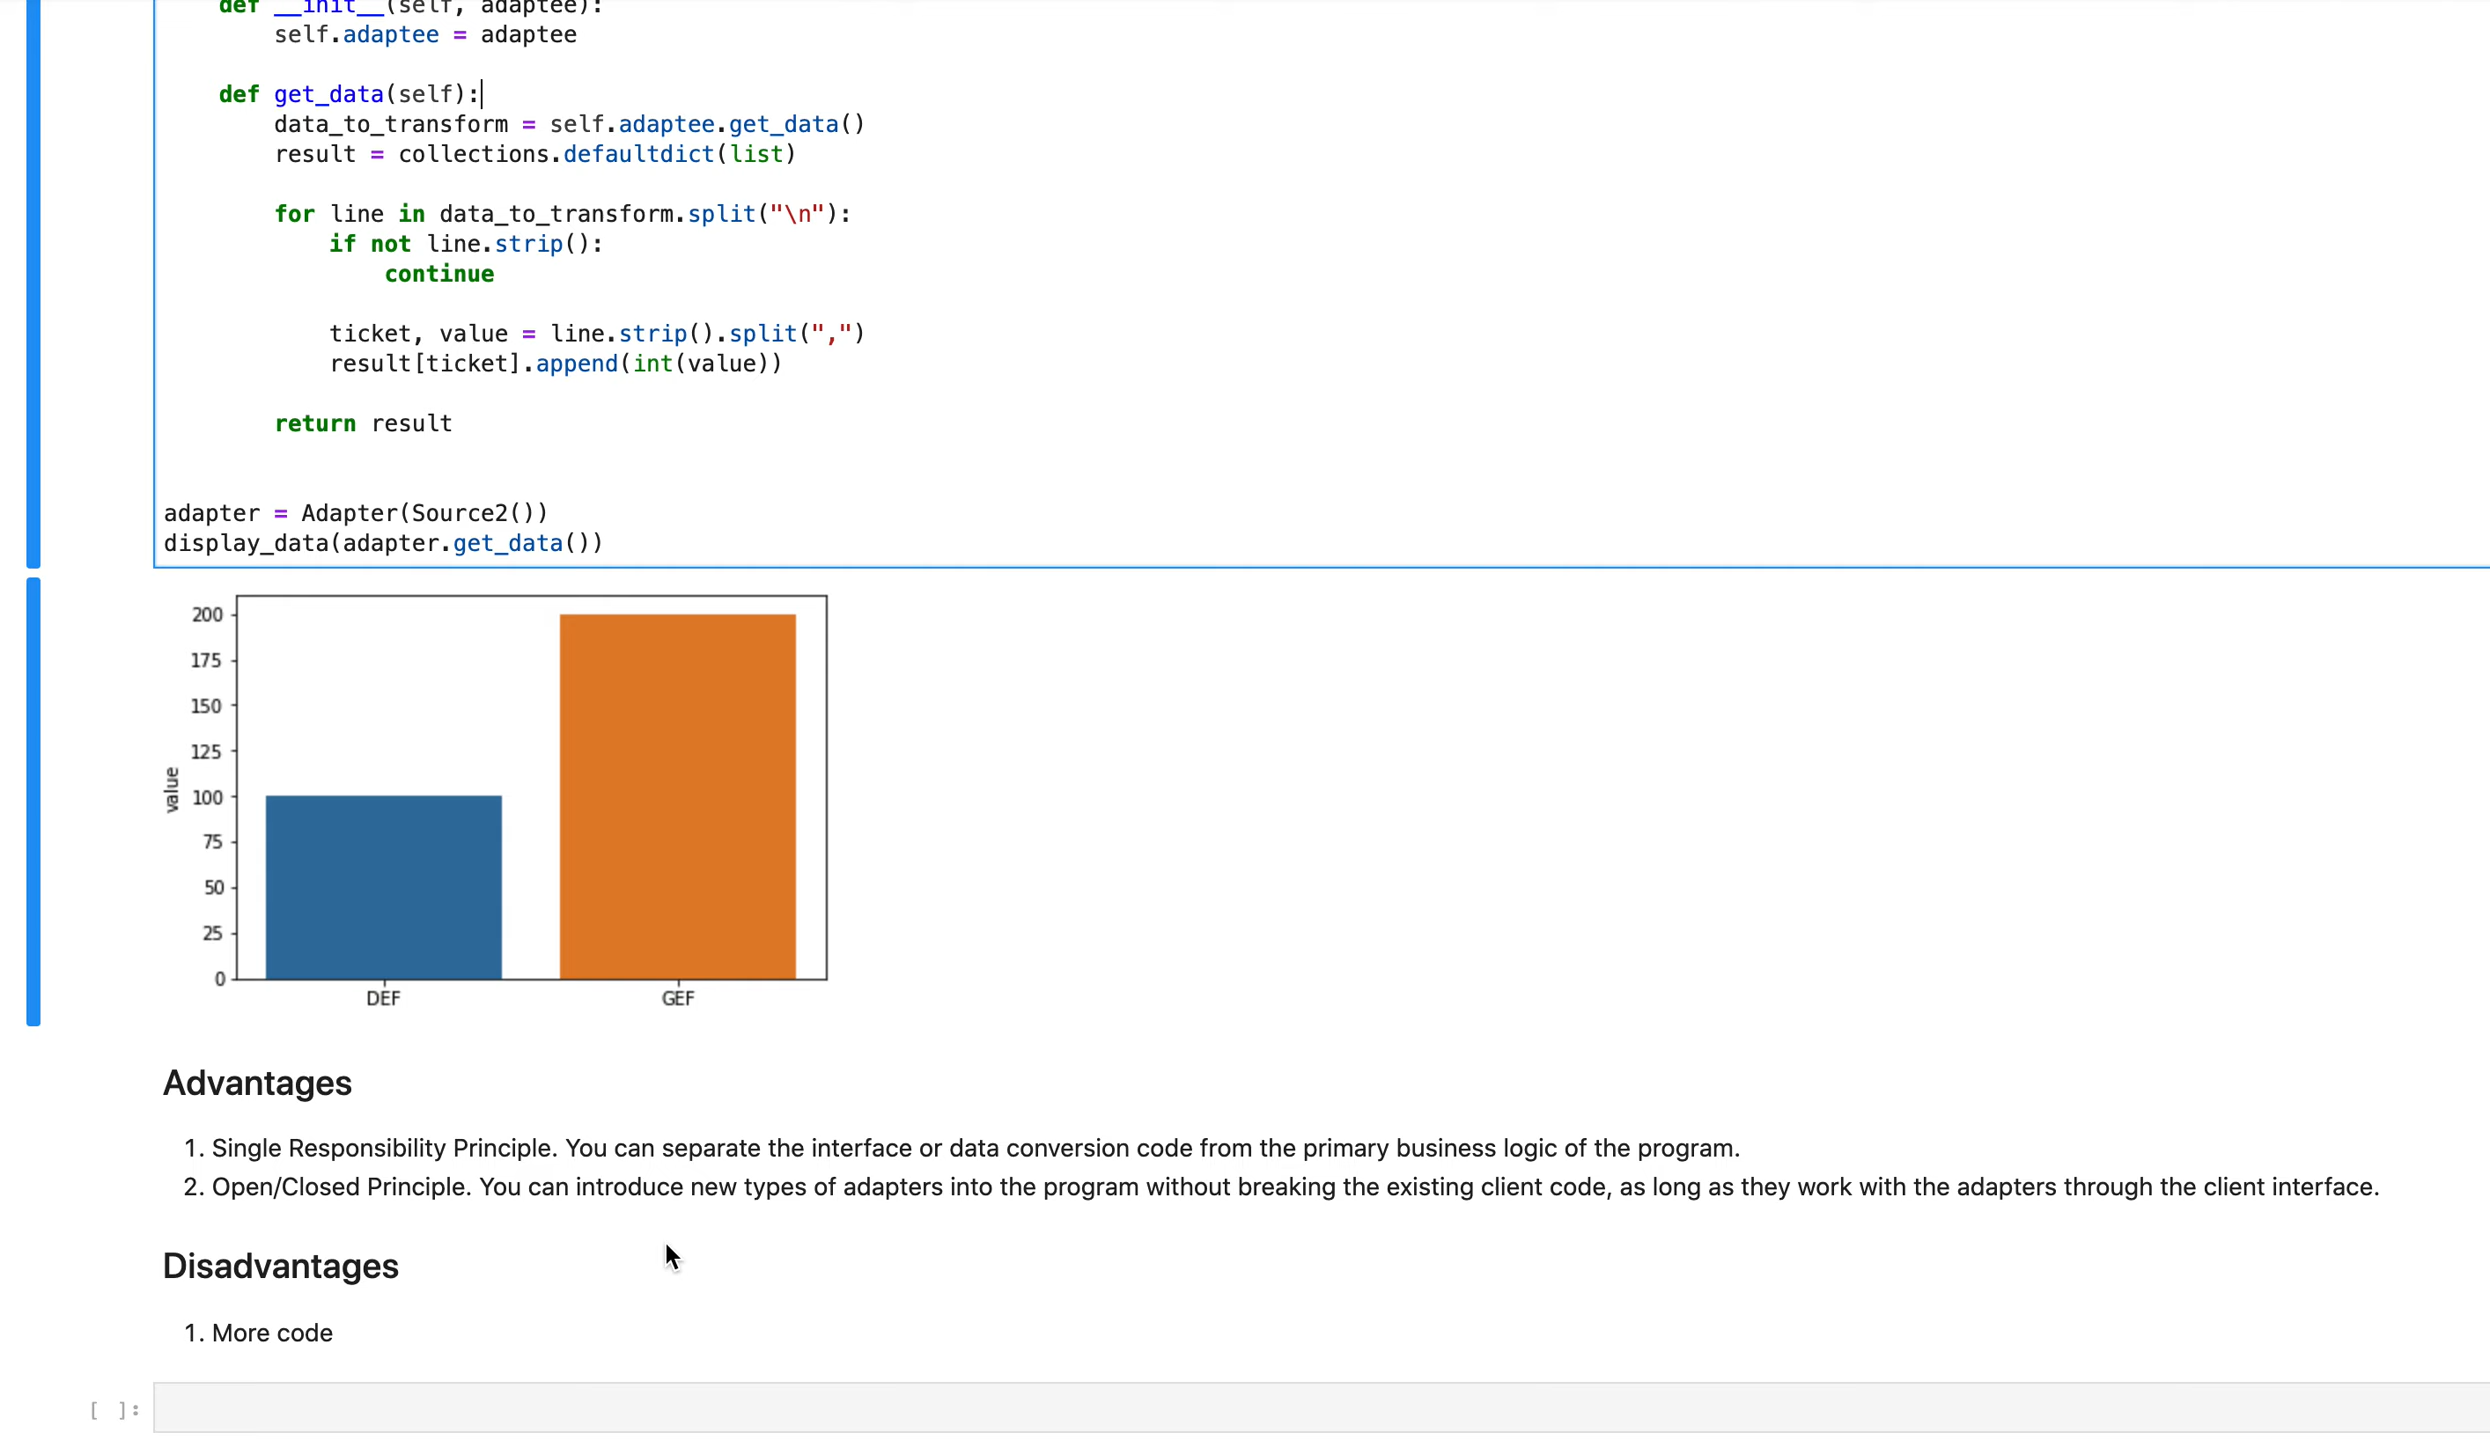 def __init__(self, adaptee):
self.adaptee = adaptee
def get_data(self):
data_to_transform = self.adaptee.get_data()
result = collections.defaultdict(list)
for line in data_to_transform.split("\n"):
if not line.strip():
continue
ticket, value = line.strip().split(",")
result[ticket].append(int(value))
return result
adapter = Adapter(Source2())
display_data(adapter.get_data())
200
175
150
125
100
75
50
25
0
value
DEF
GEF
Advantages
1. Single Responsibility Principle. You can separate the interface or data conversion code from the primary business logic of the program.
2. Open/Closed Principle. You can introduce new types of adapters into the program without breaking the existing client code, as long as they work with the adapters through the client interface.
Disadvantages
1. More code
[ ]: